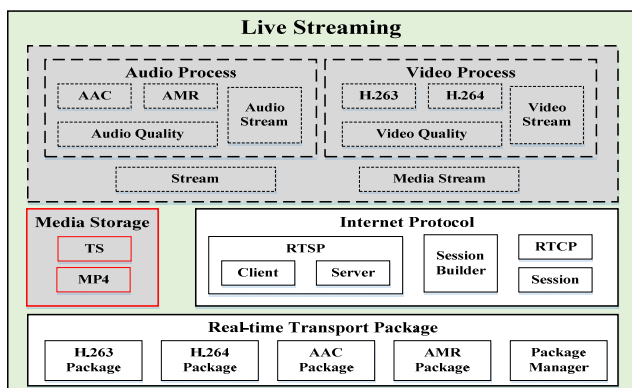 Live Streaming
Audio Process
AAC
AMR
Audio
Stream
Audio Quality
Video Process
H.263
H.264
Video
Stream
Video Quality
Stream
Media Stream
Media Storage
TS
MP4
Internet Protocol
RTSP
Client
Server
Session
Builder
RTCP
Session
Real-time Transport Package
H.263
Package
H.264
Package
AAC
Package
AMR
Package
Package
Manager